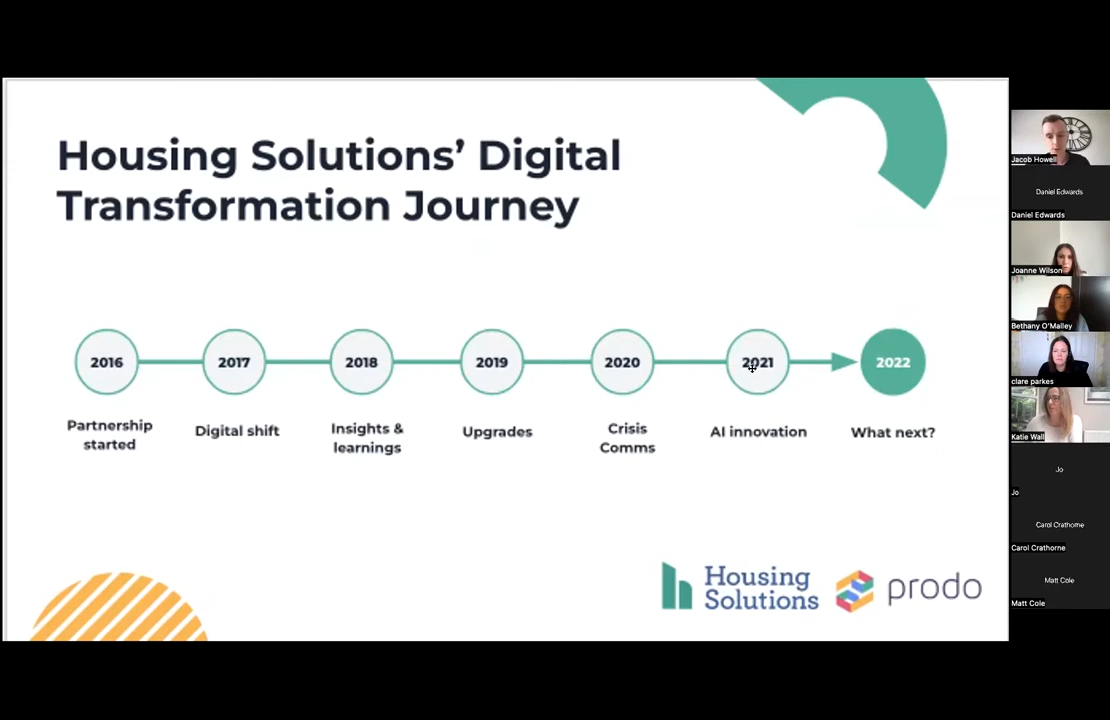 Housing Solutions’ Digital
Transformation Journey
2016
2017
2018
2019
2020
2021
2022
Partnership
started
Digital shift
Insights &
learnings
Upgrades
Crisis
Comms
AI innovation
What next?
Housing
Solutions
prodo
Jacob Howell
Daniel Edwards
Daniel Edwards
Joanne Wilson
Bethany O'Malley
clare parkes
Katie Wall
Jo
Jo
Carol Crathorne
Carol Crathorne
Matt Cole
Matt Cole